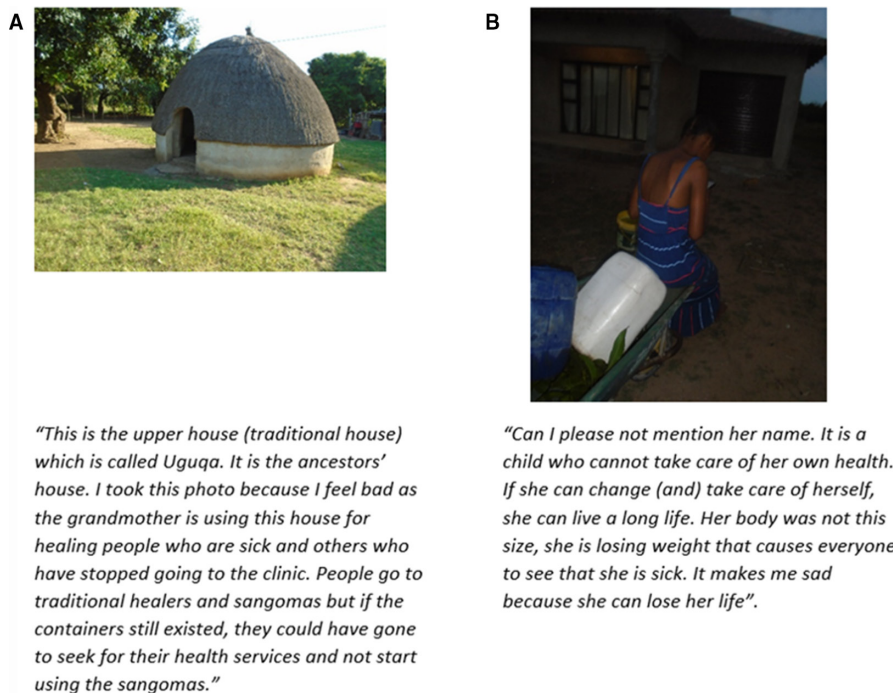 A
B
“This is the upper house (traditional house)
which is called Uguqa. It is the ancestors’
house. I took this photo because I feel bad as
the grandmother is using this house for
healing people who are sick and others who
have stopped going to the clinic. People go to
traditional healers and sangomas but if the
containers still existed, they could have gone
to seek for their health services and not start
using the sangomas.”
“Can I please not mention her name. It is a
child who cannot take care of her own health.
If she can change (and) take care of herself,
she can live a long life. Her body was not this
size, she is losing weight that causes everyone
to see that she is sick. It makes me sad
because she can lose her life”.